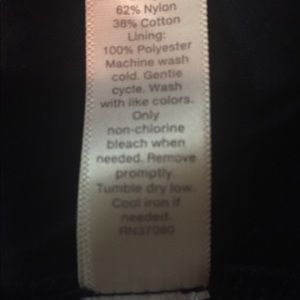 62% Nylon
38% Cotton
Lining:
100% Polyester
Machine wash
cold. Gentle
cycle. Wash
with like colors.
Only
non-chlorine
bleach when
needed. Remove
promptly.
Tumble dry low.
Cool iron if
needed.
RN37080